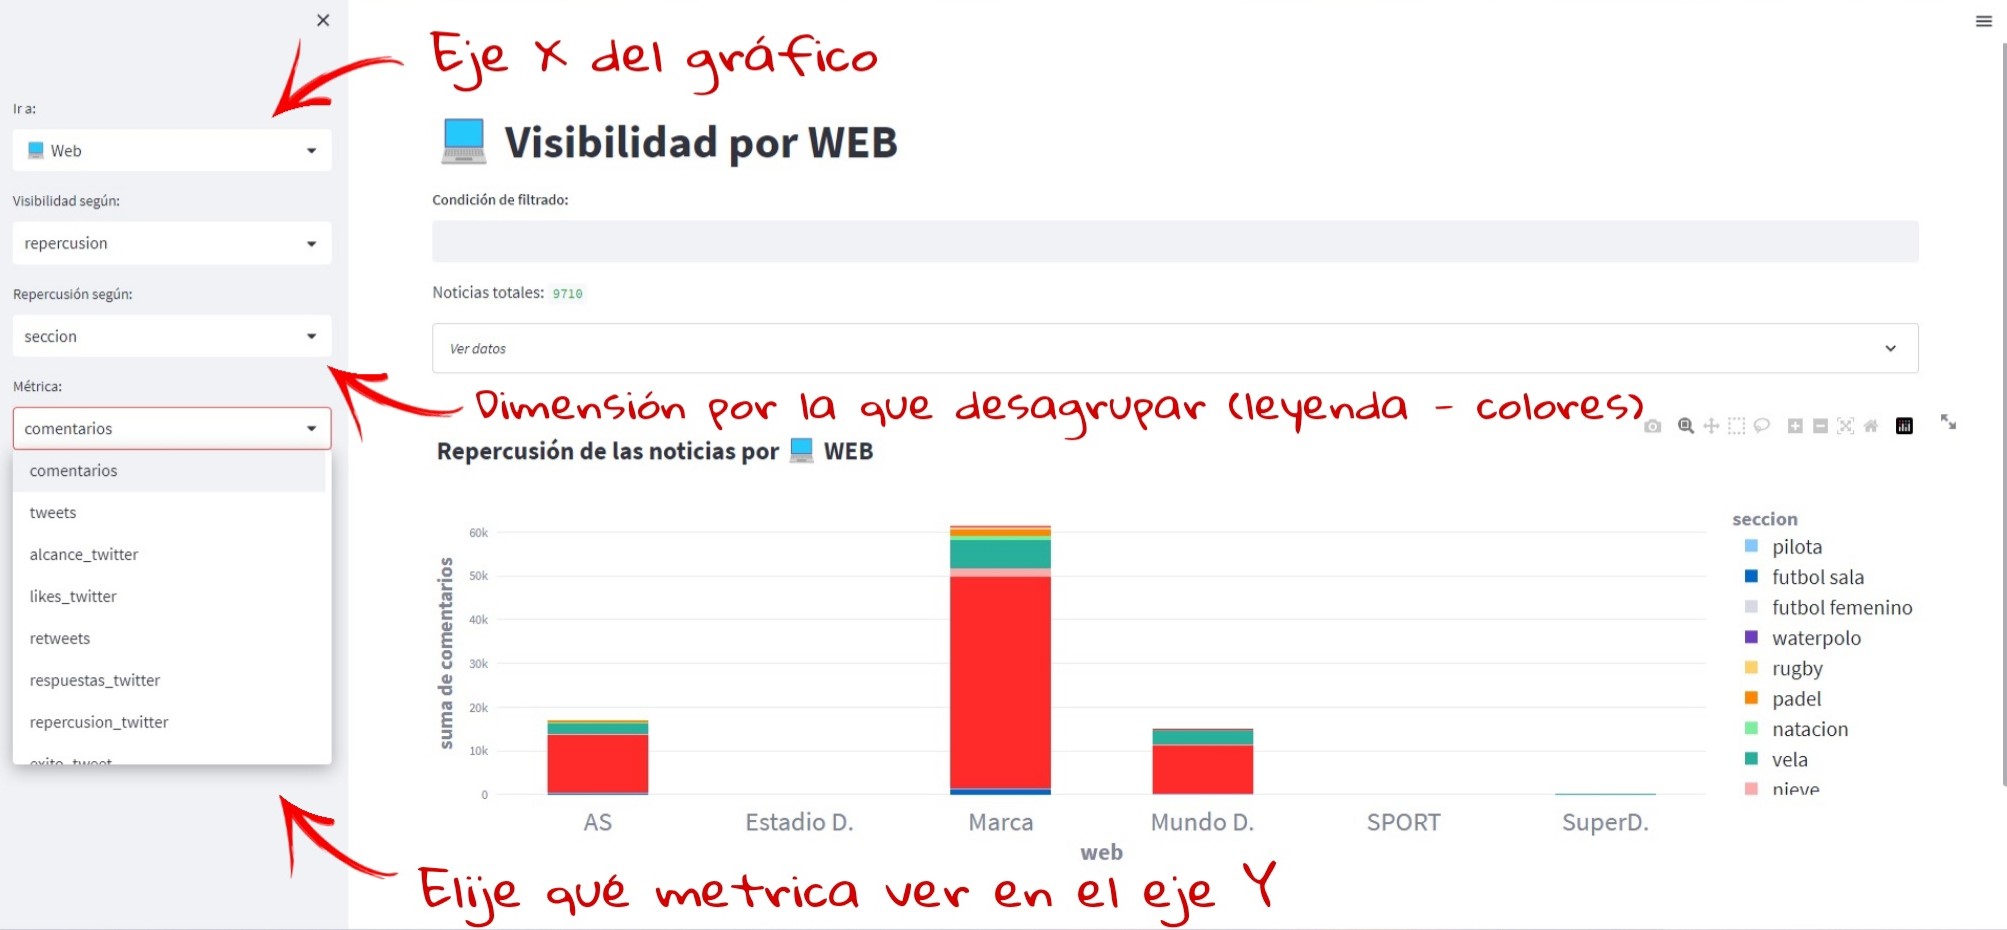 Eje X del gráfico
Ir a:
Web
Visibilidad según:
repercusion
Repercusión según:
seccion
Métrica:
comentarios
comentarios
tweets
alcance_twitter
likes_twitter
retweets
respuestas_twitter
repercusion_twitter
exito_tweet
Visibilidad por WEB
Condición de filtrado:
Noticias totales: 9710
Ver datos
Dimensión por la que desagrupar (leyenda - colores)
Repercusión de las noticias por WEB
suma de comentarios
60k
50k
40k
30k
20k
10k
0
AS Estadio D. Marca Mundo D. SPORT SuperD.
web
seccion
pilota
futbol sala
futbol femenino
waterpolo
rugby
padel
natacion
vela
nieve
Elije qué metrica ver en el eje Y